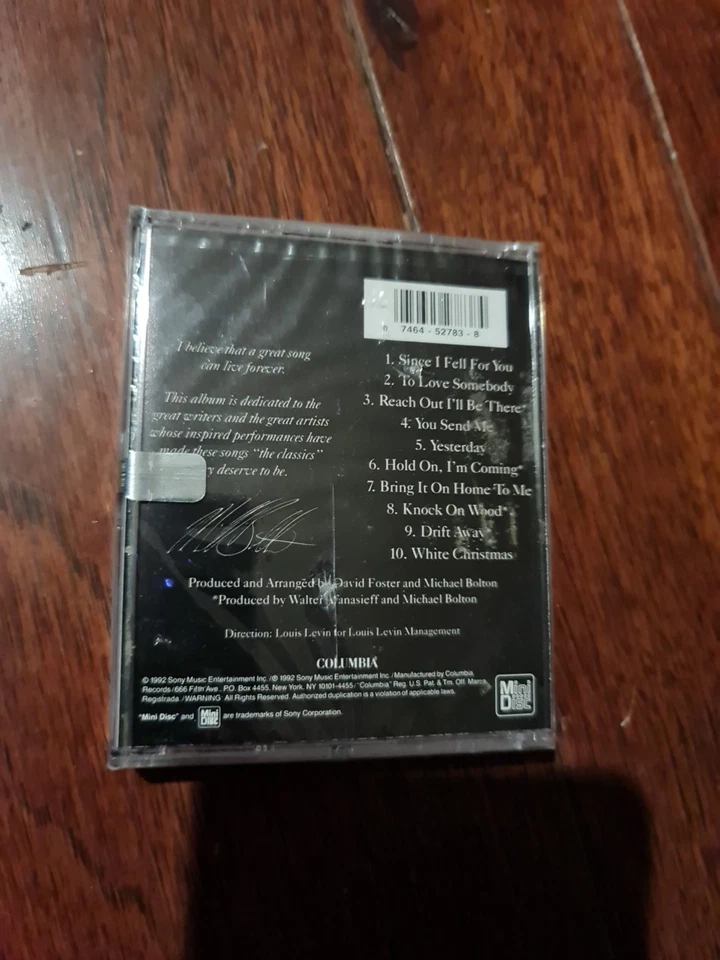 0 7464 - 52783 - 8
I believe that a great song
can live forever.
This album is dedicated to the
great writers and the great artists
whose inspired performances have
made these songs "the classics"
deserve to be.
1. Since I Fell For You
2. To Love Somebody
3. Reach Out I'll Be There*
4. You Send Me
5. Yesterday
6. Hold On, I'm Coming*
7. Bring It On Home To Me
8. Knock On Wood*
9. Drift Away
10. White Christmas
Produced and Arranged by David Foster and Michael Bolton
*Produced by Walter Afanasieff and Michael Bolton
Direction: Louis Levin for Louis Levin Management
COLUMBIA
© 1992 Sony Music Entertainment Inc./℗ 1992 Sony Music Entertainment Inc./Manufactured by Columbia
Records/666 Fifth Ave., P.O. Box 4455, New York, NY 10101-4455/"Columbia" Reg. U.S. Pat. & Tm. Off. Marca
Registrada./WARNING: All Rights Reserved. Authorized duplication is a violation of applicable laws.
"Mini Disc" and Mini Disc are trademarks of Sony Corporation.
Mini
Disc